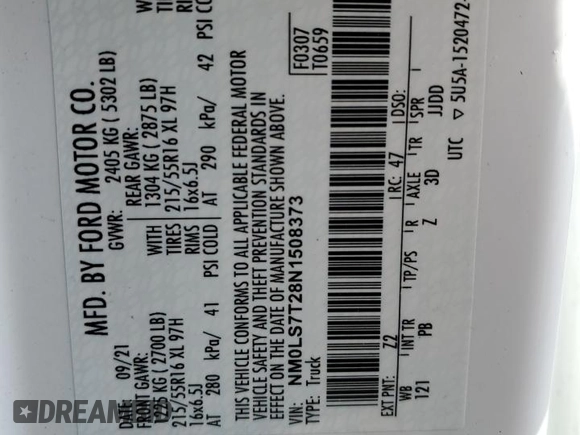 MFD. BY FORD MOTOR CO.
DATE: 09/21 GVWR: 2405 KG ( 5302 LB)
FRONT GAWR: REAR GAWR:
1225 KG ( 2700 LB) WITH 1304 KG ( 2875 LB)
215/55R16 XL 97H TIRES 215/55R16 XL 97H
16x6.5J RIMS 16x6.5J
AT 280 kPa/ 41 PSI COLD AT 290 kPa/ 42 PSI CO
THIS VEHICLE CONFORMS TO ALL APPLICABLE FEDERAL MOTOR
VEHICLE SAFETY AND THEFT PREVENTION STANDARDS IN
EFFECT ON THE DATE OF MANUFACTURE SHOWN ABOVE.
VIN: NM0LS7T28N1508373 F0307
TYPE: Truck T0659
EXT PNT: Z2 RC: 47 DSO:
WB INT TR TP/PS R AXLE TR SPR
121 PB Z 3D JJDD
UTC ▽ 5U5A-1520472-
DREAM